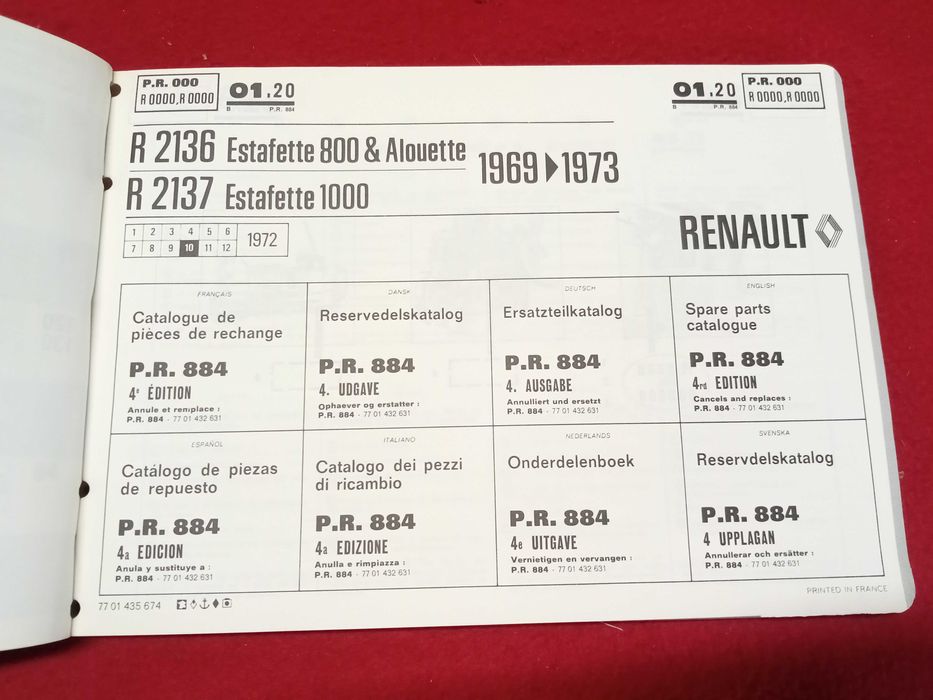 P.R. 000
R 0000, R 0000
01.20
B P.R. 884
01.20
B P.R. 884
P.R. 000
R 0000, R 0000
R 2136 Estafette 800 & Alouette
R 2137 Estafette 1000
1969 ▶ 1973
1 2 3 4 5 6
7 8 9 10 11 12
1972
RENAULT
FRANÇAIS
Catalogue de
pièces de rechange
P.R. 884
4e ÉDITION
Annule et remplace :
P.R. 884 - 77 01 432 631
DANSK
Reservedelskatalog
P.R. 884
4. UDGAVE
Ophaever og erstatter :
P.R. 884 - 77 01 432 631
DEUTSCH
Ersatzteilkatalog
P.R. 884
4. AUSGABE
Annulliert und ersetzt
P.R. 884 - 77 01 432 631
ENGLISH
Spare parts
catalogue
P.R. 884
4rd EDITION
Cancels and replaces :
P.R. 884 - 77 01 432 631
ESPAÑOL
Catálogo de piezas
de repuesto
P.R. 884
4a EDICION
Anula y sustituye a :
P.R. 884 - 77 01 432 631
ITALIANO
Catalogo dei pezzi
di ricambio
P.R. 884
4a EDIZIONE
Anulla e rimpiazza :
P.R. 884 - 77 01 432 631
NEDERLANDS
Onderdelenboek
P.R. 884
4e UITGAVE
Vernietigen en vervangen :
P.R. 884 - 77 01 432 631
SVENSKA
Reservdelskatalog
P.R. 884
4 UPPLAGAN
Annullerar och ersätter :
P.R. 884 - 77 01 432 631
77 01 435 674
PRINTED IN FRANCE